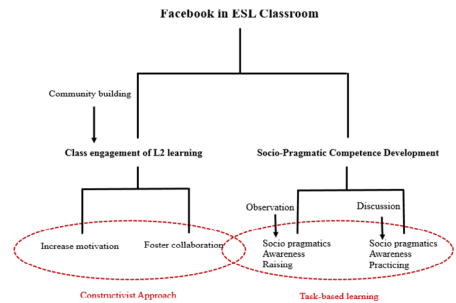 Facebook in ESL Classroom
Community building
Class engagement of L2 learning
Socio-Pragmatic Competence Development
Observation
Discussion
Increase motivation
Foster collaboration
Socio pragmatics
Awareness
Raising
Socio pragmatics
Awareness
Practicing
Constructivist Approach
Task-based learning